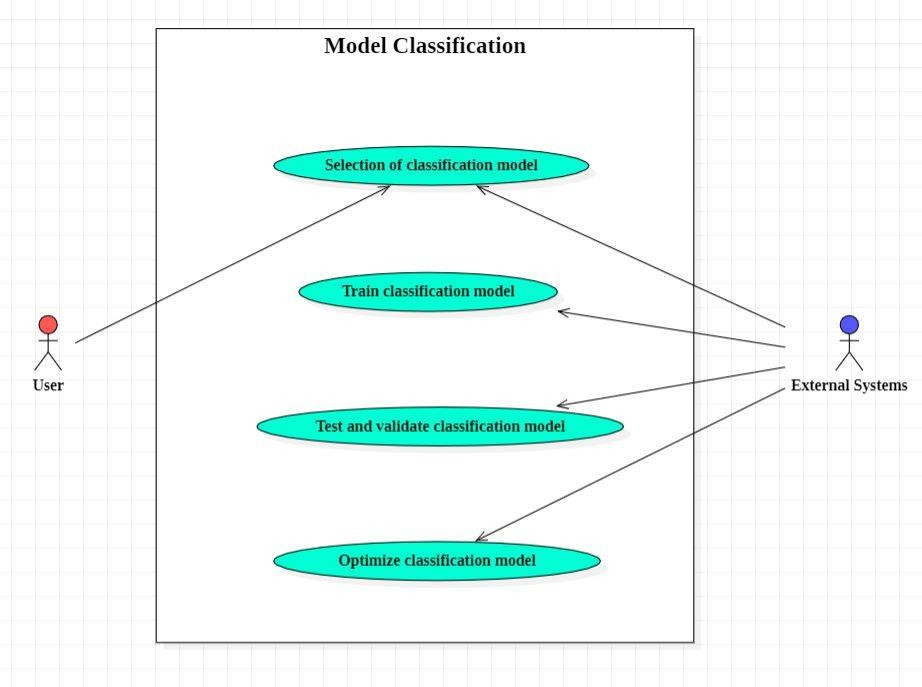 Model Classification
Selection of classification model
Train classification model
User
External Systems
Test and validate classification model
Optimize classification model